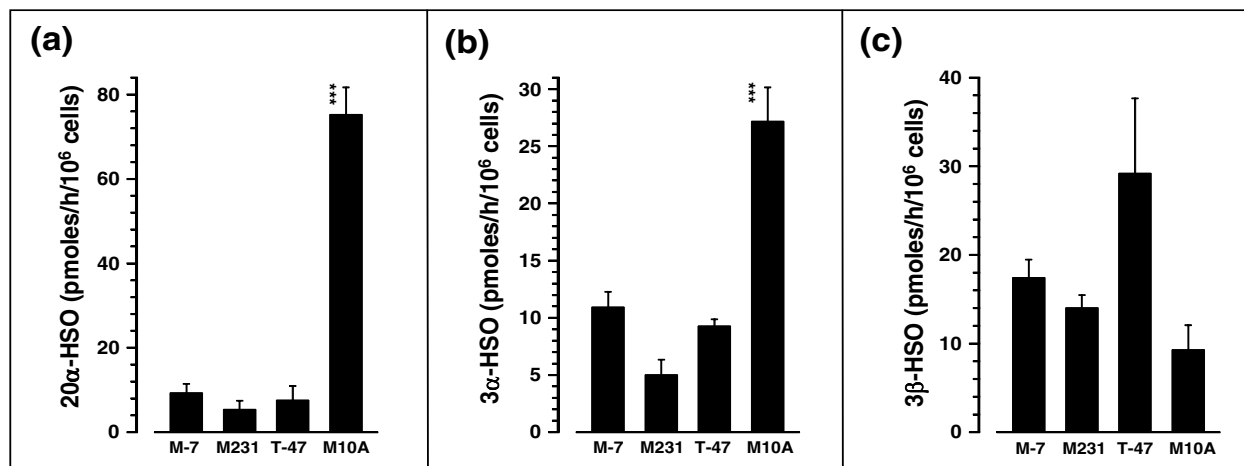 (a)
20α-HSO (pmoles/h/10⁶ cells)
80
60
40
20
0
***
M-7 M231 T-47 M10A
(b)
3α-HSO (pmoles/h/10⁶ cells)
30
25
20
15
10
5
0
***
M-7 M231 T-47 M10A
(c)
3β-HSO (pmoles/h/10⁶ cells)
40
30
20
10
0
M-7 M231 T-47 M10A